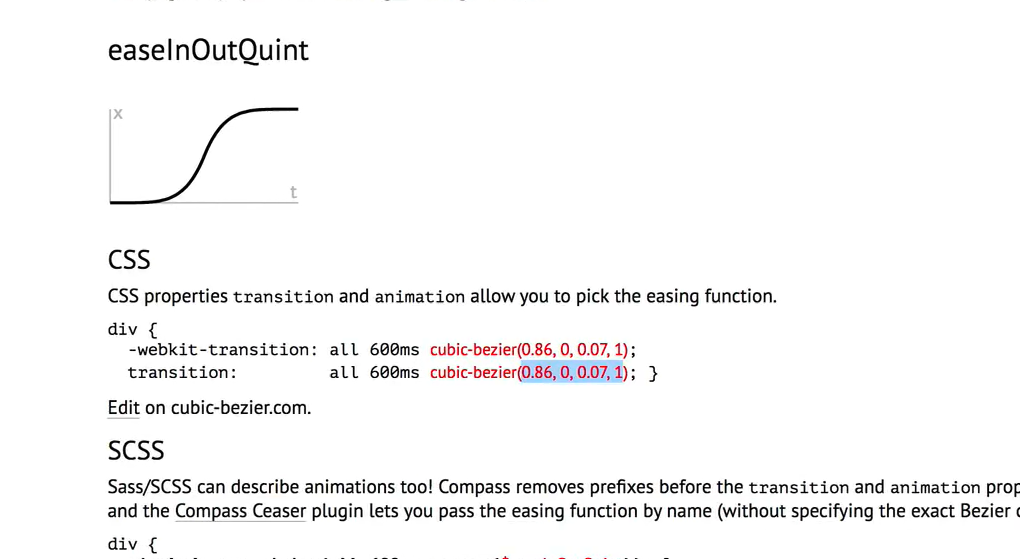 easeInOutQuint
x
t
CSS
CSS properties transition and animation allow you to pick the easing function.
div {
-webkit-transition: all 600ms cubic-bezier(0.86, 0, 0.07, 1);
transition: all 600ms cubic-bezier(0.86, 0, 0.07, 1); }
Edit on cubic-bezier.com.
SCSS
Sass/SCSS can describe animations too! Compass removes prefixes before the transition and animation prop
and the Compass Ceaser plugin lets you pass the easing function by name (without specifying the exact Bezier
div {